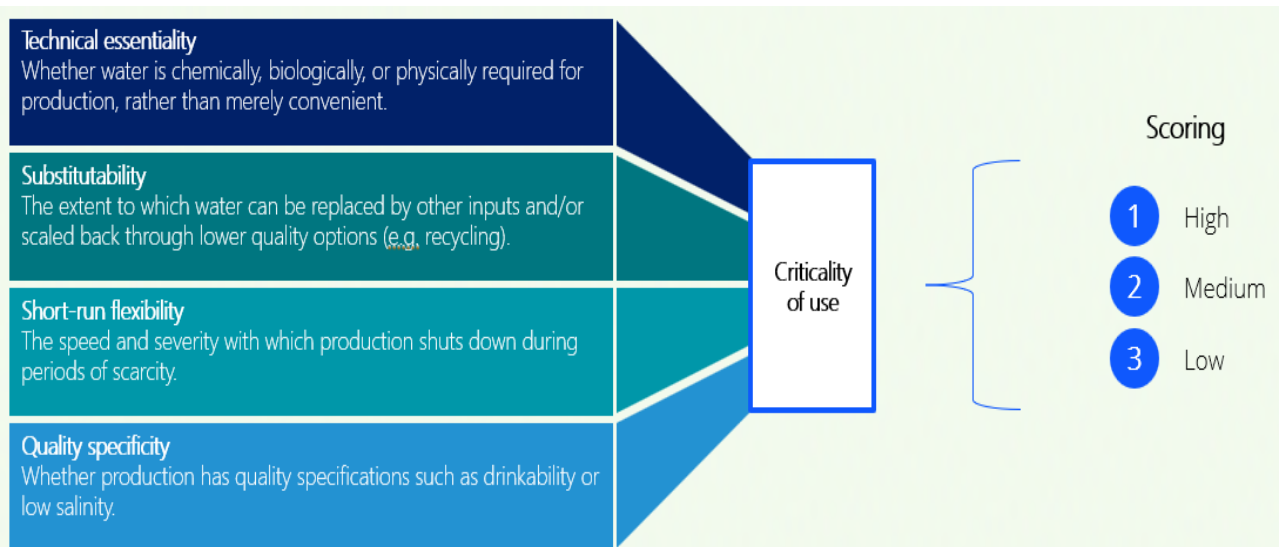 Technical essentiality
Whether water is chemically, biologically, or physically required for
production, rather than merely convenient.
Substitutability
The extent to which water can be replaced by other inputs and/or
scaled back through lower quality options (e.g. recycling).
Short-run flexibility
The speed and severity with which production shuts down during
periods of scarcity.
Quality specificity
Whether production has quality specifications such as drinkability or
low salinity.
Criticality
of use
Scoring
1 High
2 Medium
3 Low